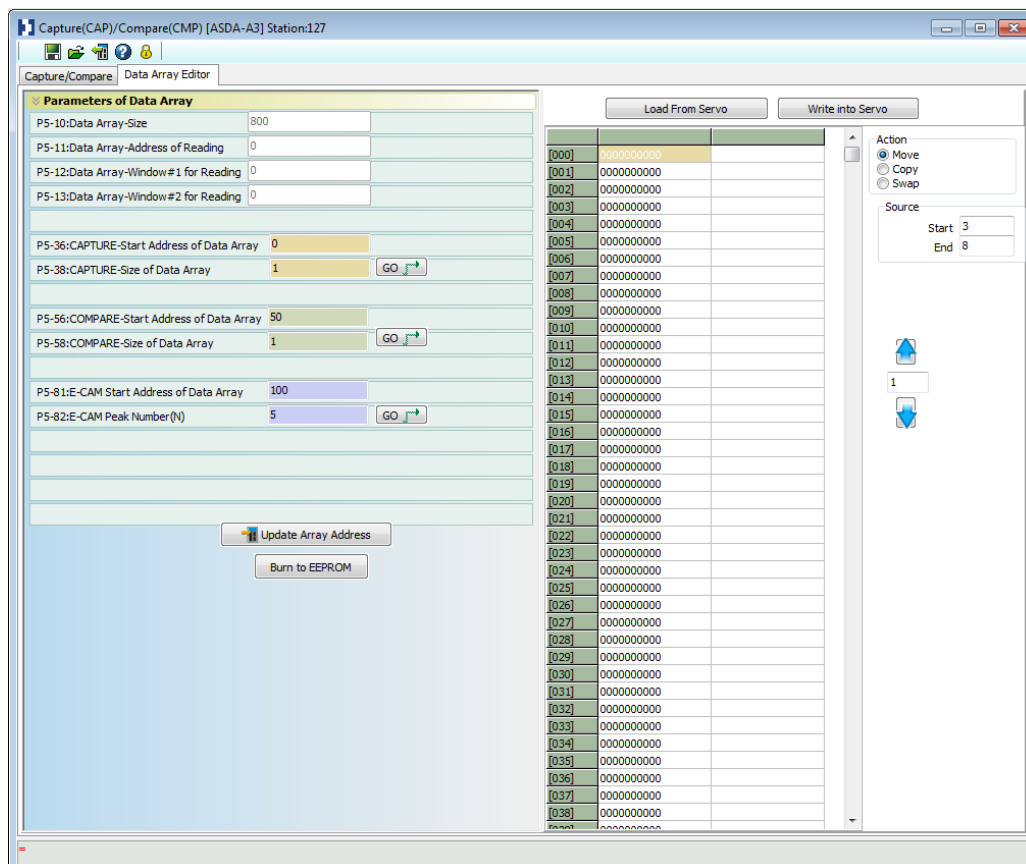 Capture(CAP)/Compare(CMP) [ASDA-A3] Station:127
Capture/Compare
Data Array Editor
Parameters of Data Array
P5-10:Data Array-Size 800
P5-11:Data Array-Address of Reading 0
P5-12:Data Array-Window#1 for Reading 0
P5-13:Data Array-Window#2 for Reading 0
P5-36:CAPTURE-Start Address of Data Array 0
P5-38:CAPTURE-Size of Data Array 1 GO
P5-56:COMPARE-Start Address of Data Array 50
P5-58:COMPARE-Size of Data Array 1 GO
P5-81:E-CAM Start Address of Data Array 100
P5-82:E-CAM Peak Number(N) 5 GO
Update Array Address
Burn to EEPROM
Load From Servo
Write into Servo
[000] 0000000000
[001] 0000000000
[002] 0000000000
[003] 0000000000
[004] 0000000000
[005] 0000000000
[006] 0000000000
[007] 0000000000
[008] 0000000000
[009] 0000000000
[010] 0000000000
[011] 0000000000
[012] 0000000000
[013] 0000000000
[014] 0000000000
[015] 0000000000
[016] 0000000000
[017] 0000000000
[018] 0000000000
[019] 0000000000
[020] 0000000000
[021] 0000000000
[022] 0000000000
[023] 0000000000
[024] 0000000000
[025] 0000000000
[026] 0000000000
[027] 0000000000
[028] 0000000000
[029] 0000000000
[030] 0000000000
[031] 0000000000
[032] 0000000000
[033] 0000000000
[034] 0000000000
[035] 0000000000
[036] 0000000000
[037] 0000000000
[038] 0000000000
Action
Move
Copy
Swap
Source
Start 3
End 8
1
=